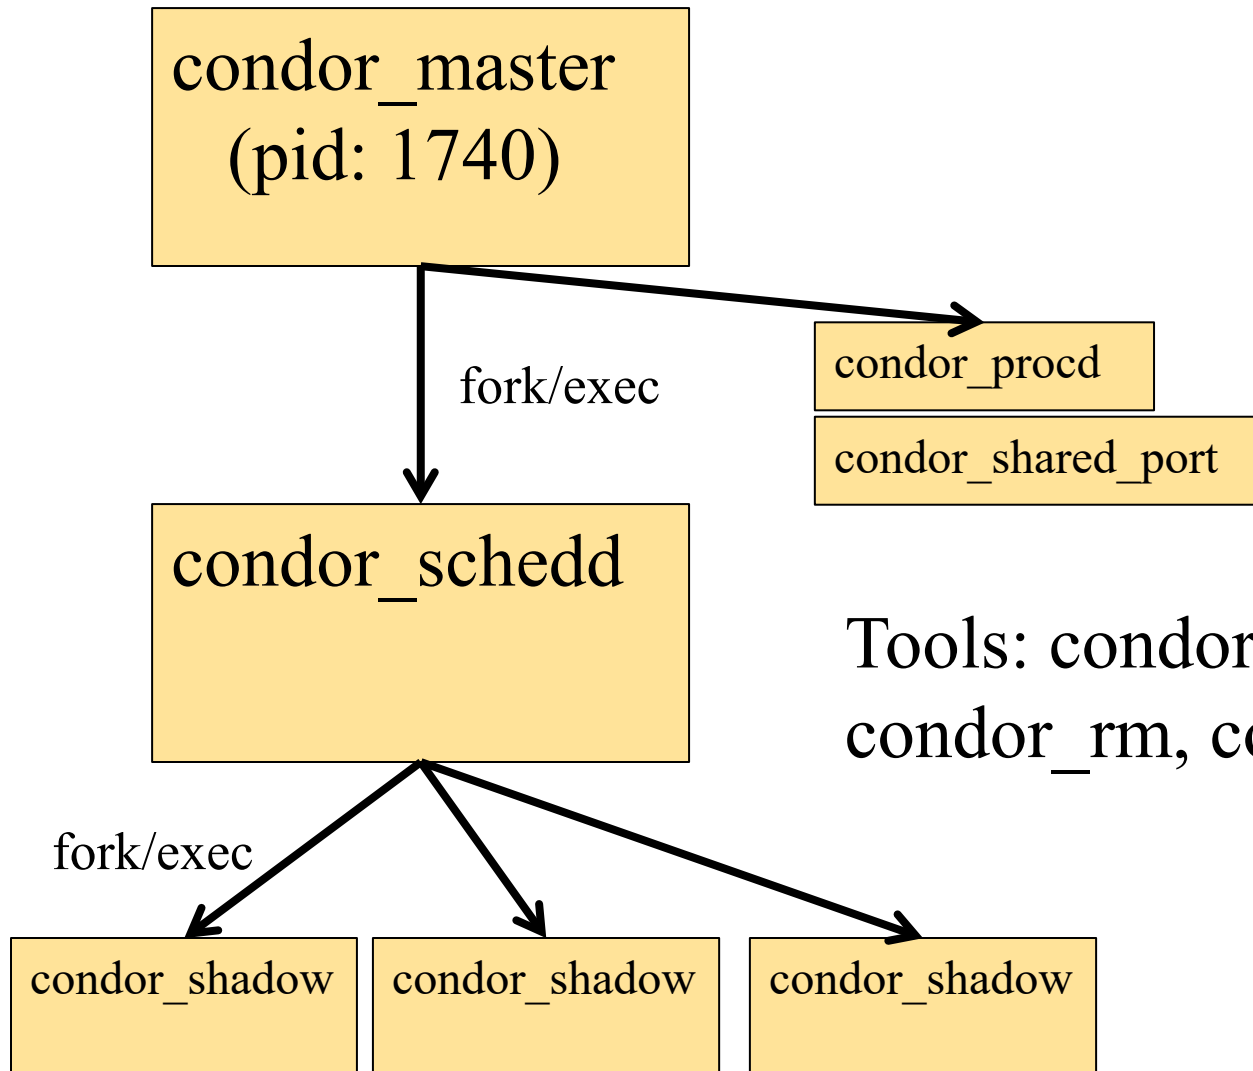 condor_master
(pid: 1740)
fork/exec
condor_procd
condor_shared_port
condor_schedd
Tools: condor
condor_rm,
fork/exec
condor_shadow
condor_shadow
condor_shadow